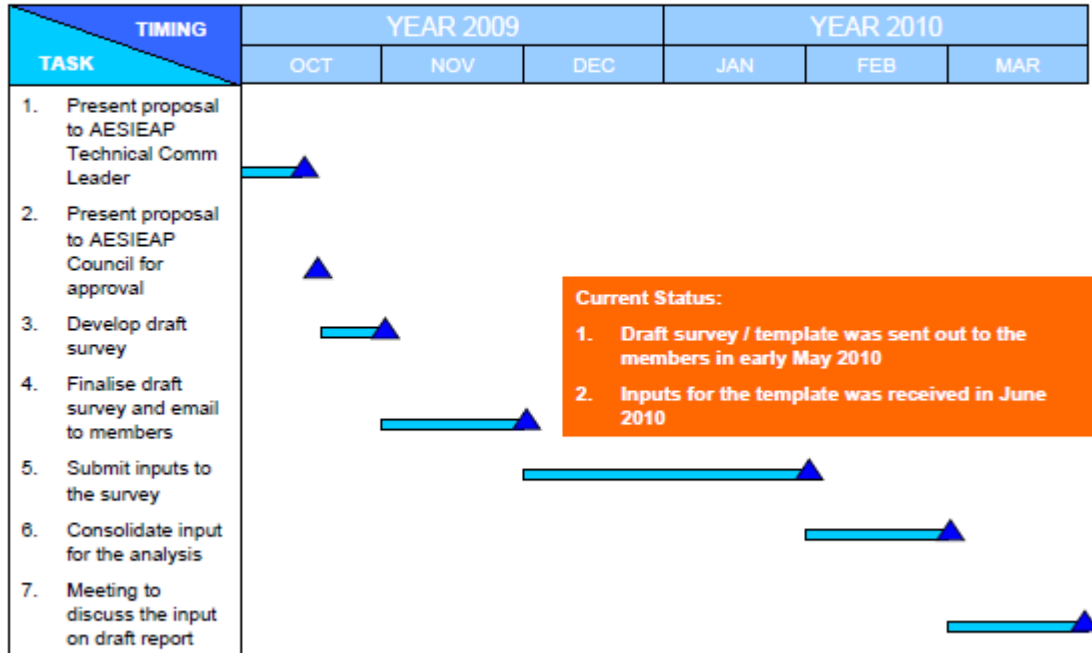 TIMING
TASK
YEAR 2009
YEAR 2010
OCT
NOV
DEC
JAN
FEB
MAR
1. Present proposal
to AESIEAP
Technical Comm
Leader
2. Present proposal
to AESIEAP
Council for
approval
3. Develop draft
survey
4. Finalise draft
survey and email
to members
5. Submit inputs to
the survey
6. Consolidate input
for the analysis
7. Meeting to
discuss the input
on draft report
Current Status:
1. Draft survey / template was sent out to the
members in early May 2010
2. Inputs for the template was received in June
2010